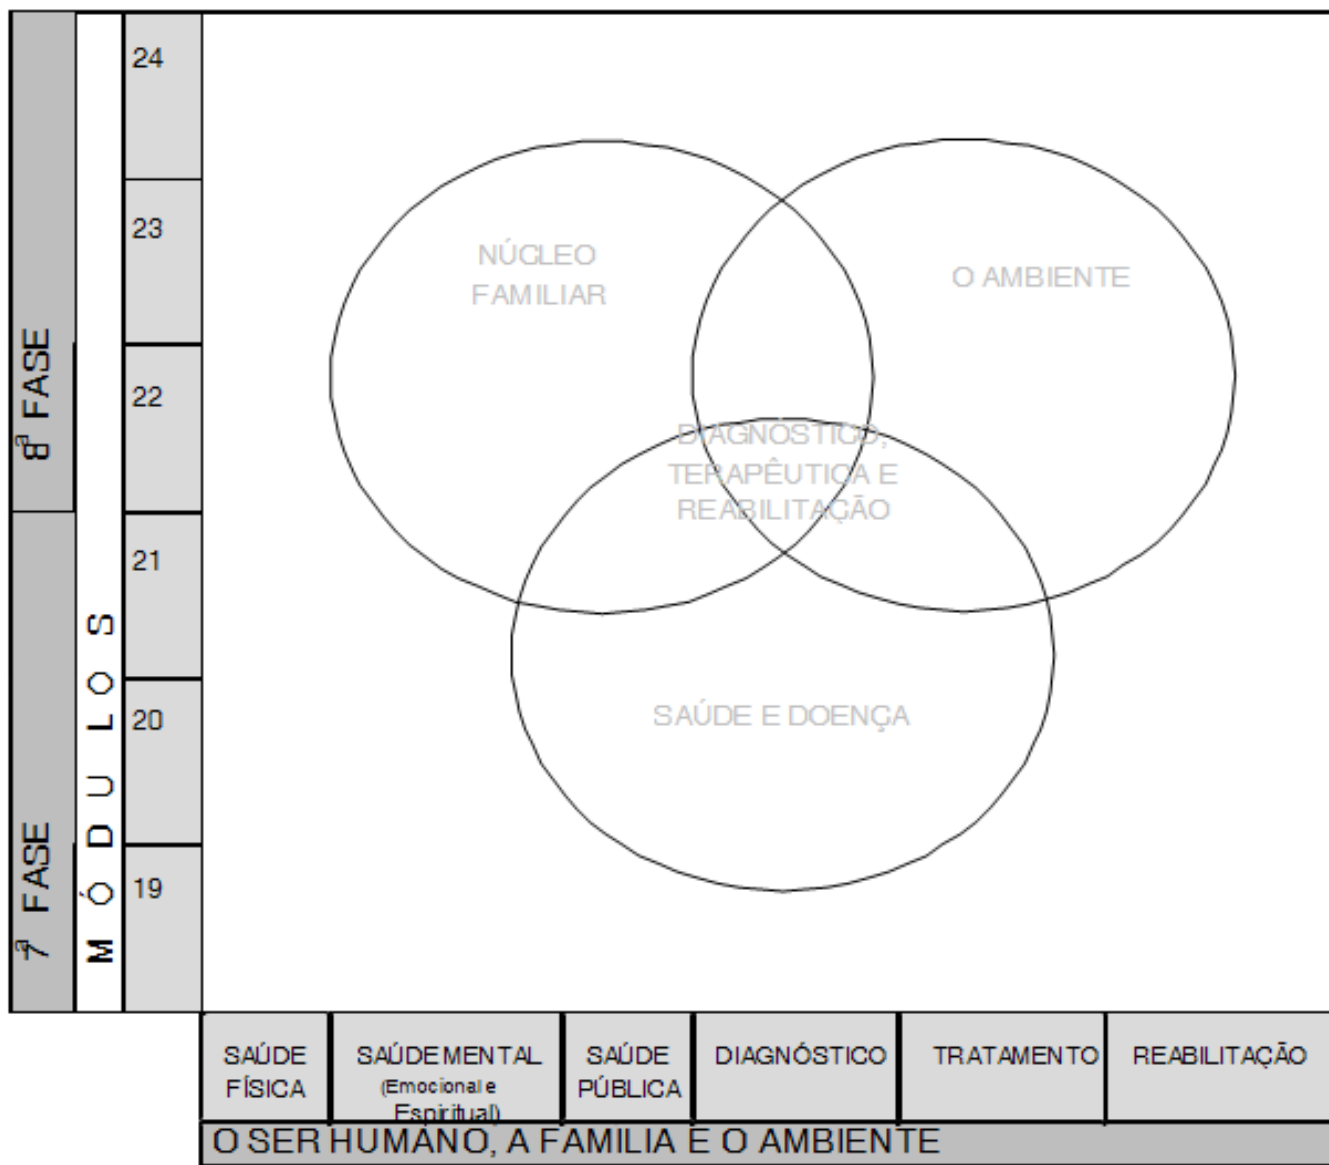 24
23
22
21
20
19
8ª FASE
7ª FASE
MÓDULOS
NÚCLEO
FAMILIAR
O AMBIENTE
DIAGNÓSTICO,
TERAPÊUTICA E
REABILITAÇÃO
SAÚDE E DOENÇA
SAÚDE
FÍSICA
SAÚDE MENTAL
(Emocional e
Espiritual)
SAÚDE
PÚBLICA
DIAGNÓSTICO
TRATAMENTO
REABILITAÇÃO
O SER HUMANO, A FAMILIA E O AMBIENTE